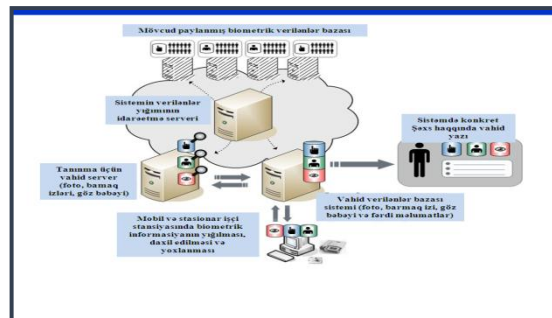 Mövcud paylanmış biometrik verilənlər bazası
Sistemin verilənlər
yığımının
idarəetmə serveri
Sistəmdə konkret
Şəxs haqqında vahid
yazı
Tanınma üçün
vahid server
(foto, bamaq
izləri, göz bəbəyi)
Vahid verilənlər bazası
sistemi (foto, barmaq izi, göz
bəbəyi və fərdi məlumatlar)
Mobil və stasionar işçi
stansiyasında biometrik
informasiyanın yığılması,
daxil edilməsi və
yoxlanması